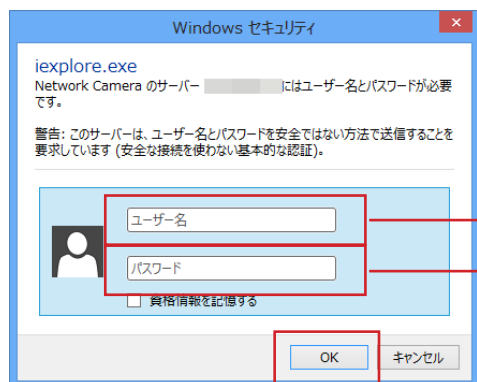 Windows セキュリティ
iexplore.exe
Network Camera のサーバー にはユーザー名とパスワードが必要
です。
警告: このサーバーは、ユーザー名とパスワードを安全ではない方法で送信することを
要求しています (安全な接続を使わない基本的な認証)。
ユーザー名
パスワード
資格情報を記憶する
OK
キャンセル